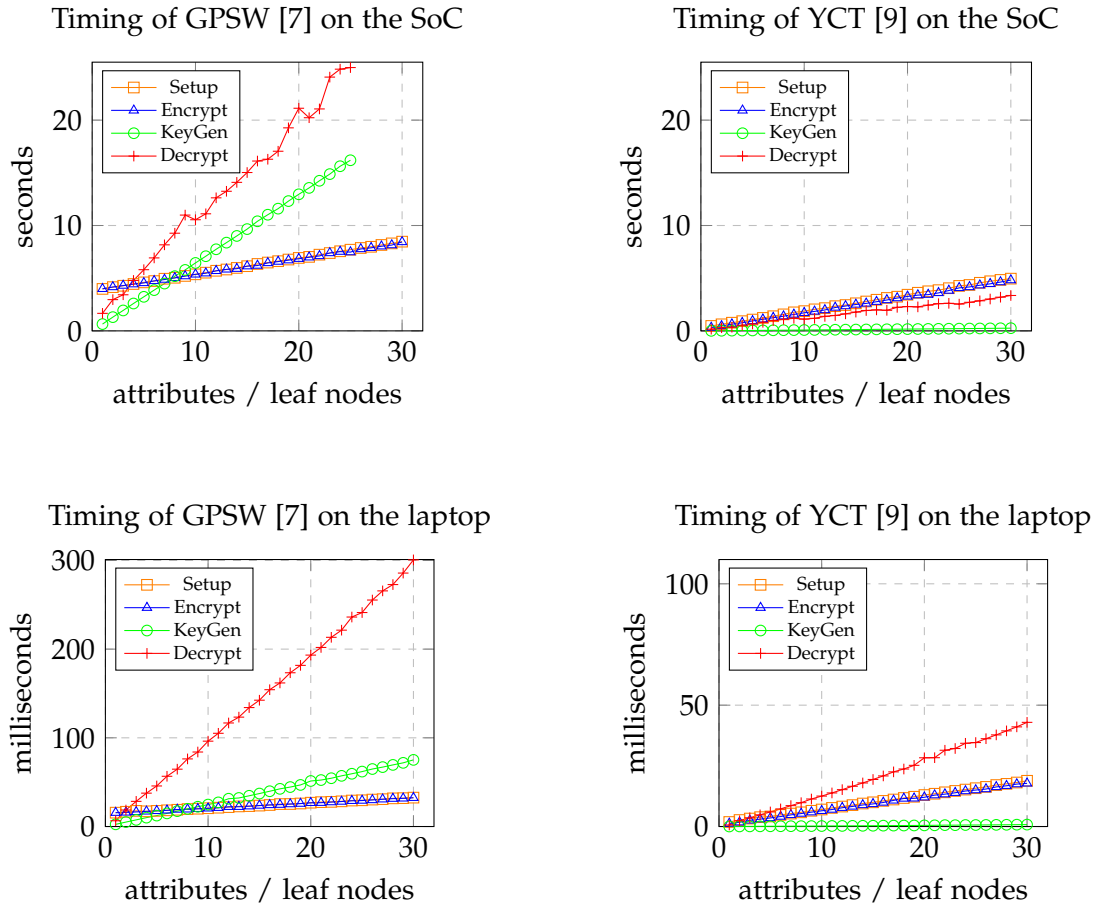 Timing of GPSW [7] on the SoC
Setup
Encrypt
KeyGen
Decrypt
seconds
20
10
0
0
10
20
30
attributes / leaf nodes
Timing of YCT [9] on the SoC
Setup
Encrypt
KeyGen
Decrypt
seconds
20
10
0
0
10
20
30
attributes / leaf nodes
Timing of GPSW [7] on the laptop
Setup
Encrypt
KeyGen
Decrypt
milliseconds
300
200
100
0
0
10
20
30
attributes / leaf nodes
Timing of YCT [9] on the laptop
Setup
Encrypt
KeyGen
Decrypt
milliseconds
100
50
0
0
10
20
30
attributes / leaf nodes